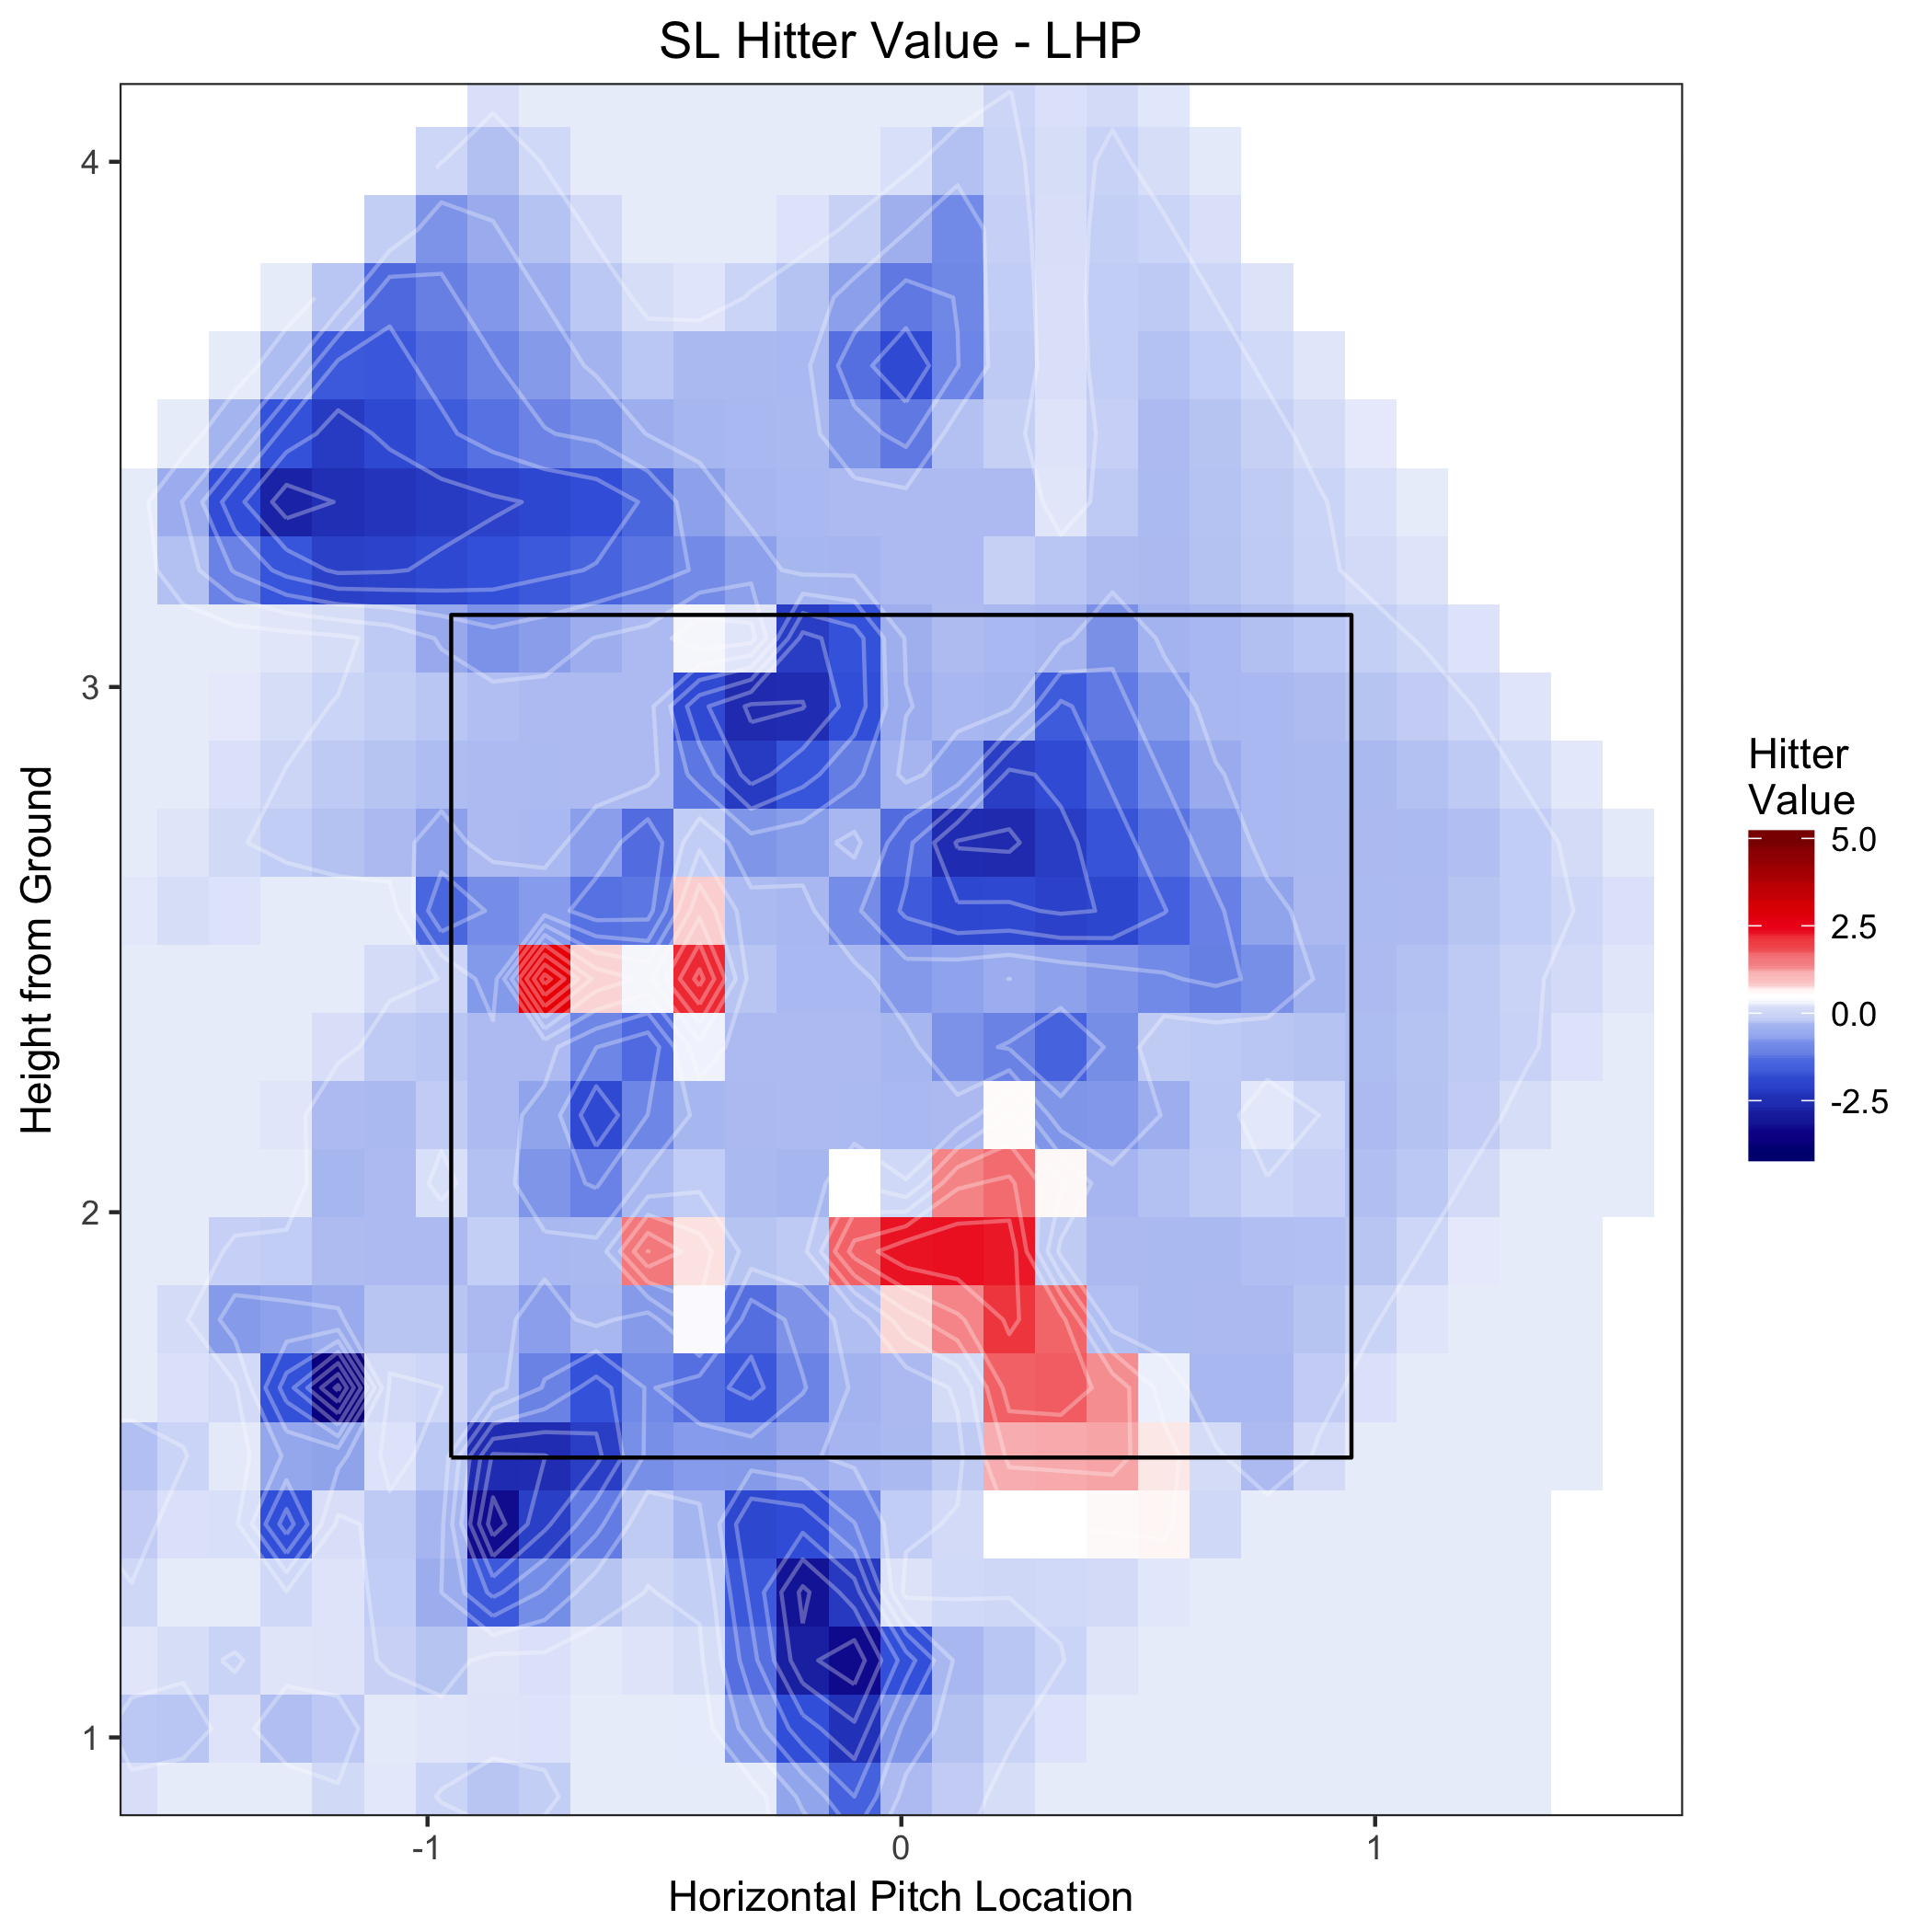 SL Hitter Value - LHP
4
3
2
1
Height from Ground
-1 0 1
Horizontal Pitch Location
Hitter
Value
5.0
2.5
0.0
-2.5